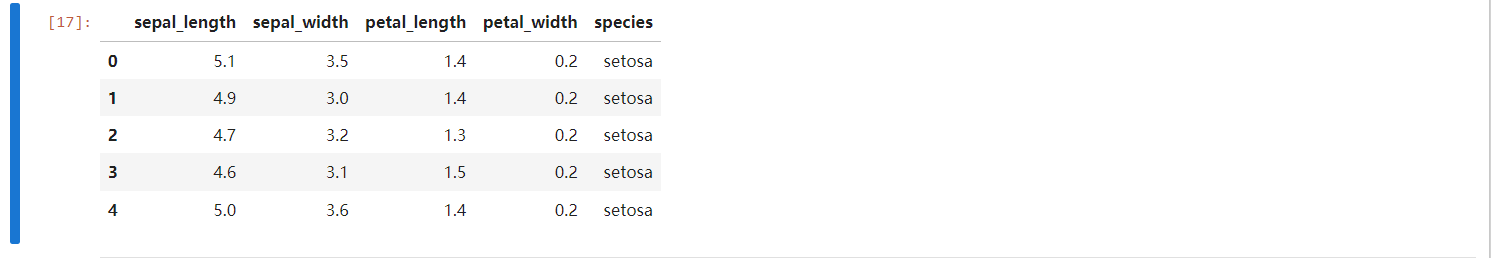 [17]: sepal_length sepal_width petal_length petal_width species
0 5.1 3.5 1.4 0.2 setosa
1 4.9 3.0 1.4 0.2 setosa
2 4.7 3.2 1.3 0.2 setosa
3 4.6 3.1 1.5 0.2 setosa
4 5.0 3.6 1.4 0.2 setosa